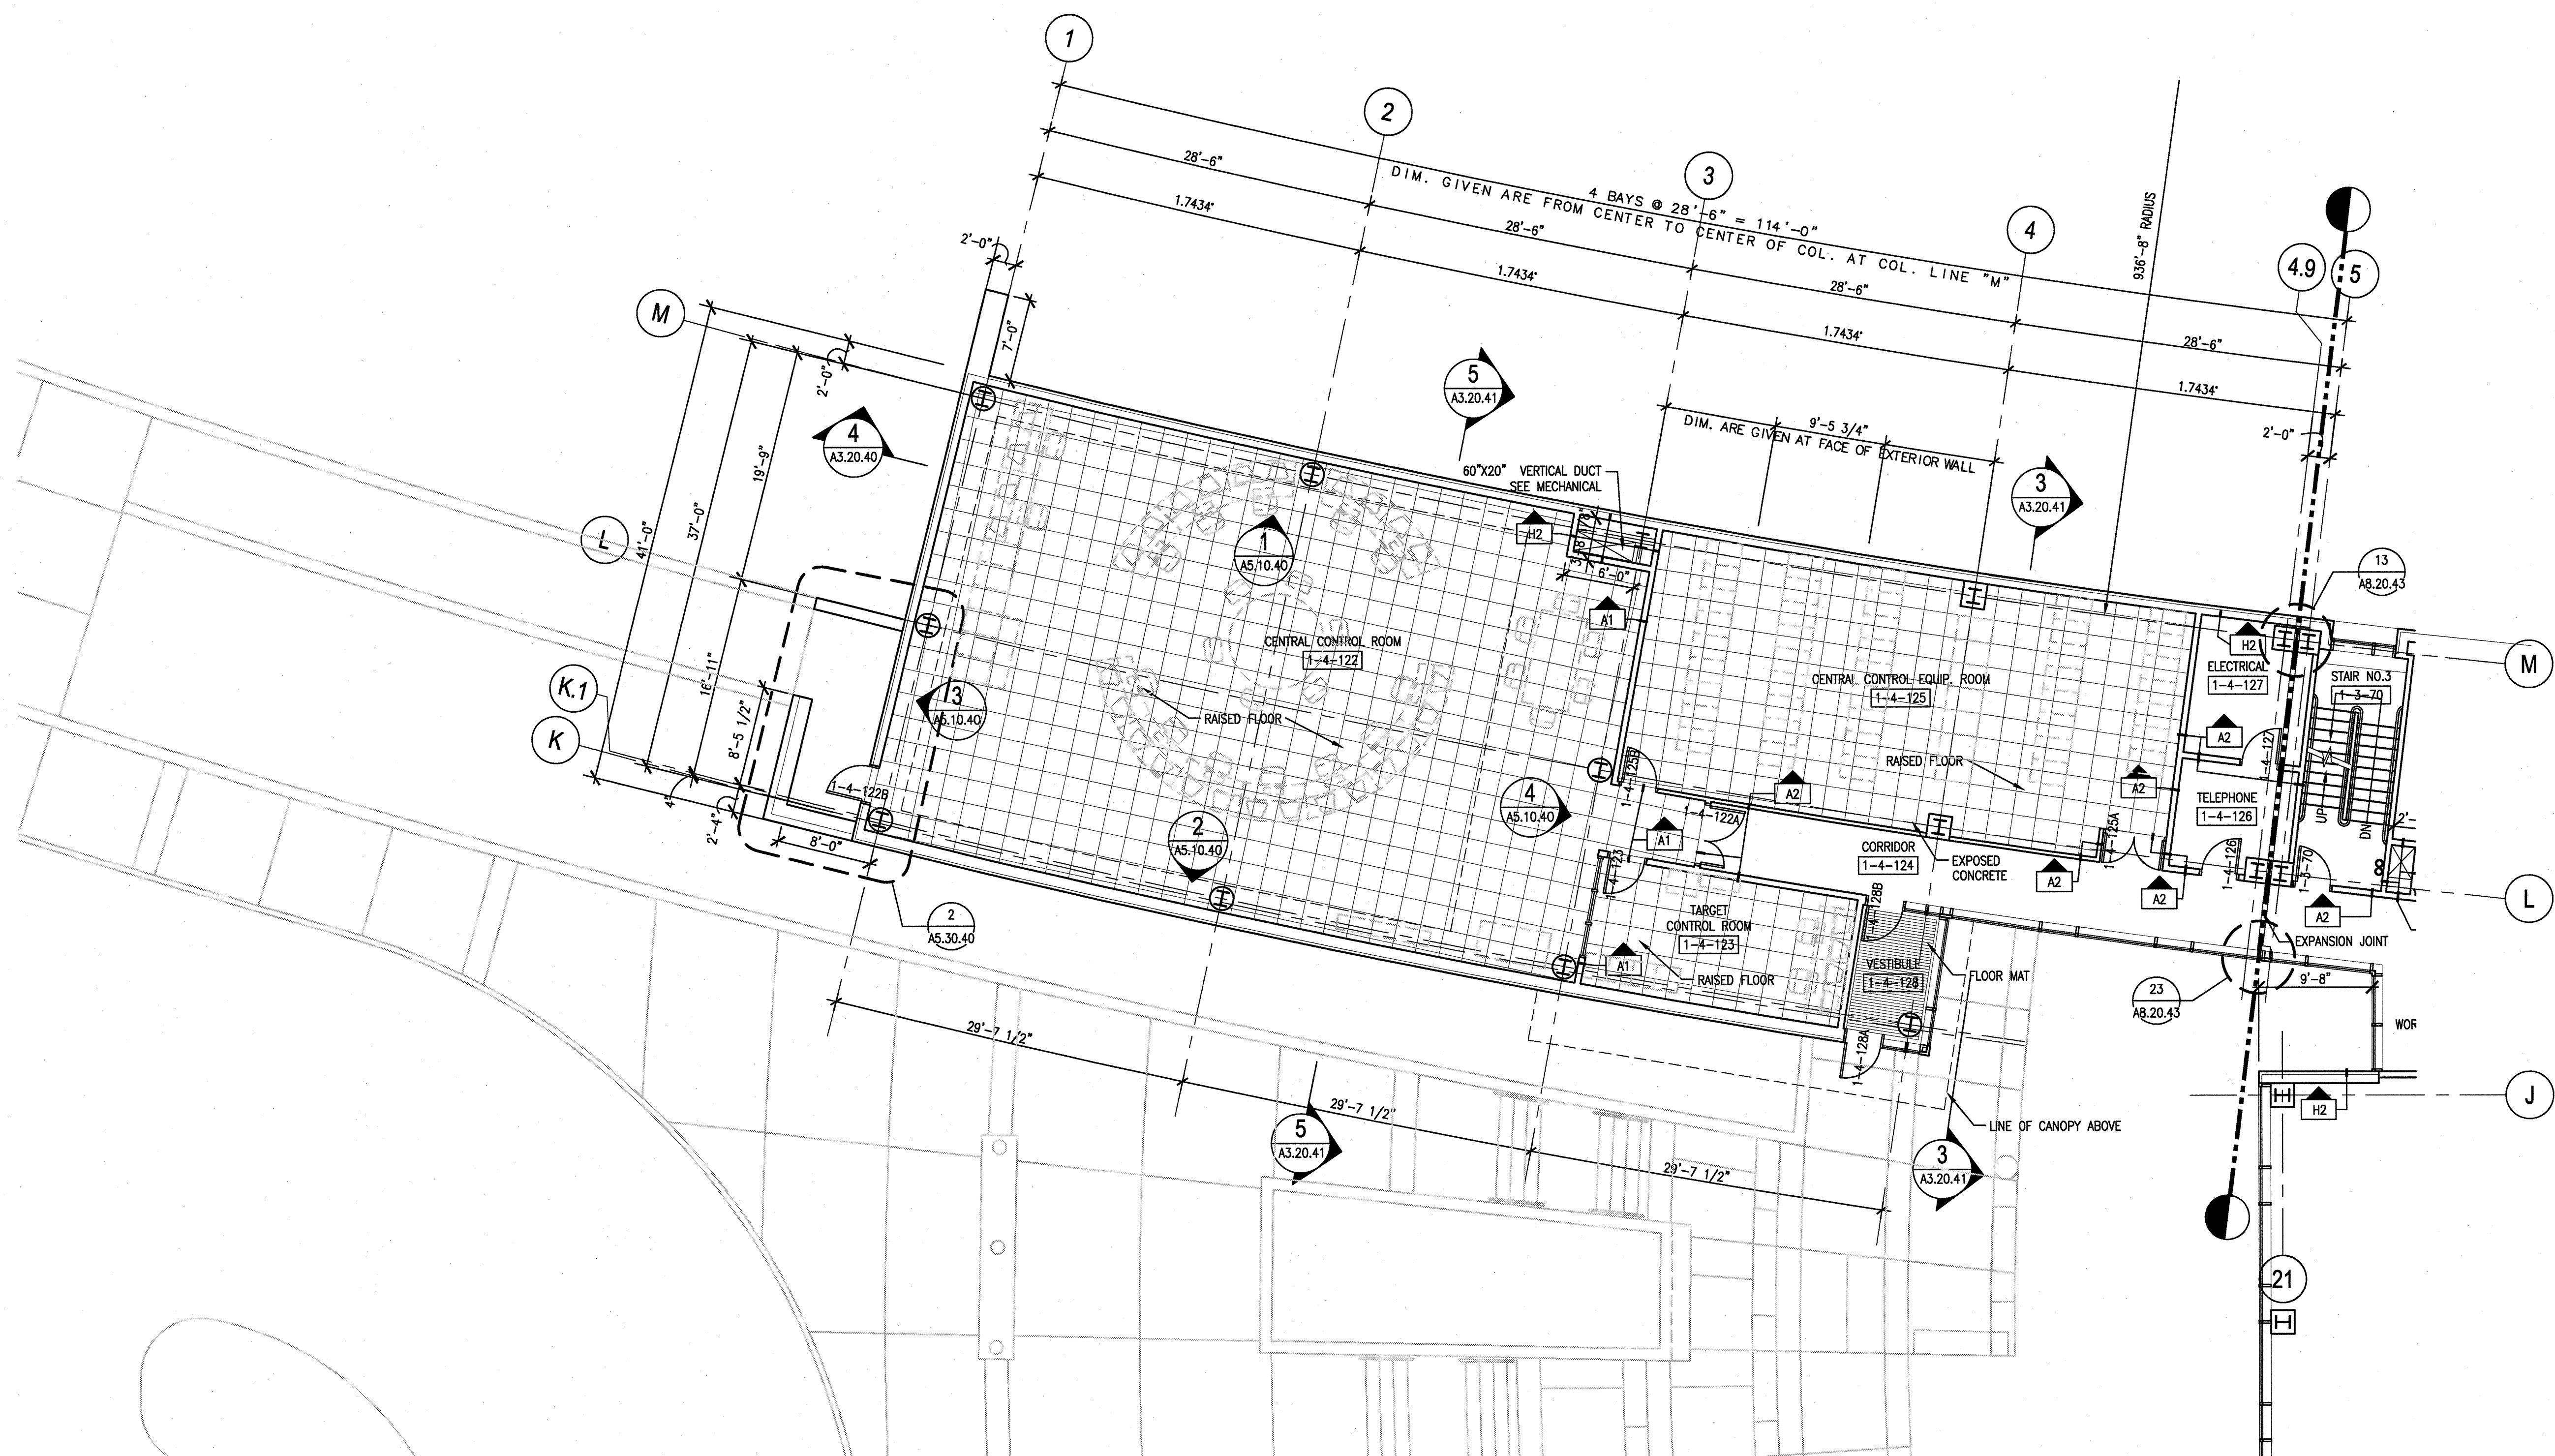 1
2
3
4
4.9
5
28'-6"
4 BAYS @ 28'-6" = 114'-0"
DIM. GIVEN ARE FROM CENTER TO CENTER OF COL. AT COL. LINE "M"
28'-6"
28'-6"
28'-6"
1.7434°
1.7434°
1.7434°
1.7434°
936'-8" RADIUS
2'-0"
7'-0"
M
2'-0"
19'-9"
37'-0"
41'-0"
16'-11"
8'-5 1/2"
L
K.1
K
2'-4"
8'-0"
4
A3.20.40
5
A3.20.41
9'-5 3/4"
DIM. ARE GIVEN AT FACE OF EXTERIOR WALL
60"X20" VERTICAL DUCT
SEE MECHANICAL
3
A3.20.41
2'-0"
13
A8.20.43
1
A5.10.40
H2
6'-0"
A1
CENTRAL CONTROL ROOM
1-4-122
RAISED FLOOR
3
A5.10.40
1-4-122B
2
A5.10.40
4
A5.10.40
2
A5.30.40
CENTRAL CONTROL EQUIP. ROOM
1-4-125
RAISED FLOOR
1-4-125B
A2
1-4-122A
A1
1-4-123
CORRIDOR
1-4-124
EXPOSED
CONCRETE
A2
1-4-125A
A2
A2
H2
ELECTRICAL
1-4-127
A2
1-4-127
TELEPHONE
1-4-126
1-4-126
STAIR NO.3
1-3-70
UP
DN
2'-
1-3-70
A2
M
L
TARGET
CONTROL ROOM
1-4-123
A1
RAISED FLOOR
1-4-128B
VESTIBULE
1-4-128
FLOOR MAT
1-4-128A
EXPANSION JOINT
23
A8.20.43
9'-8"
WOR
J
H2
LINE OF CANOPY ABOVE
29'-7 1/2"
29'-7 1/2"
29'-7 1/2"
5
A3.20.41
3
A3.20.41
21